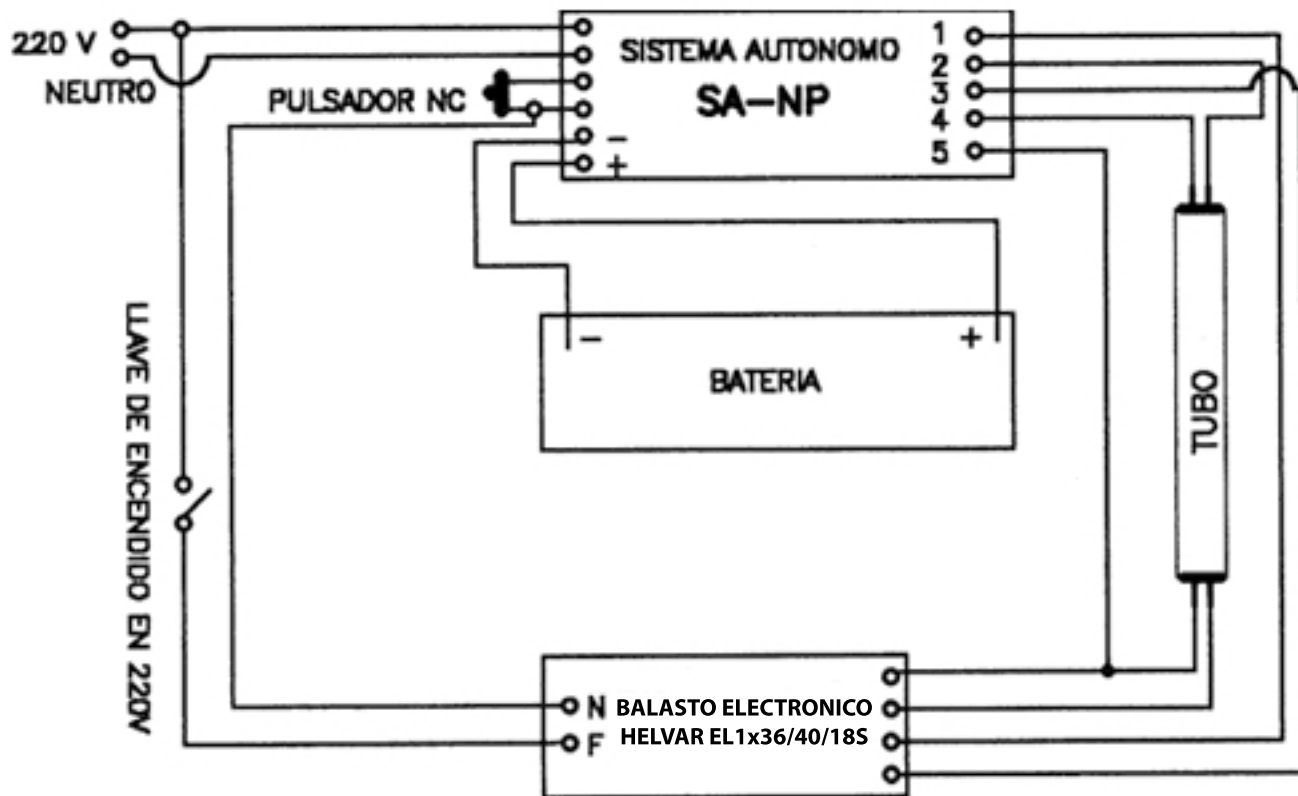 220 V
NEUTRO
PULSADOR NC
SISTEMA AUTONOMO
SA-NP
-
+
1
2
3
4
5
LLAVE DE ENCENDIDO EN 220V
-
+
BATERIA
TUBO
N
F
BALASTO ELECTRONICO
HELVAR EL1x36/40/18S